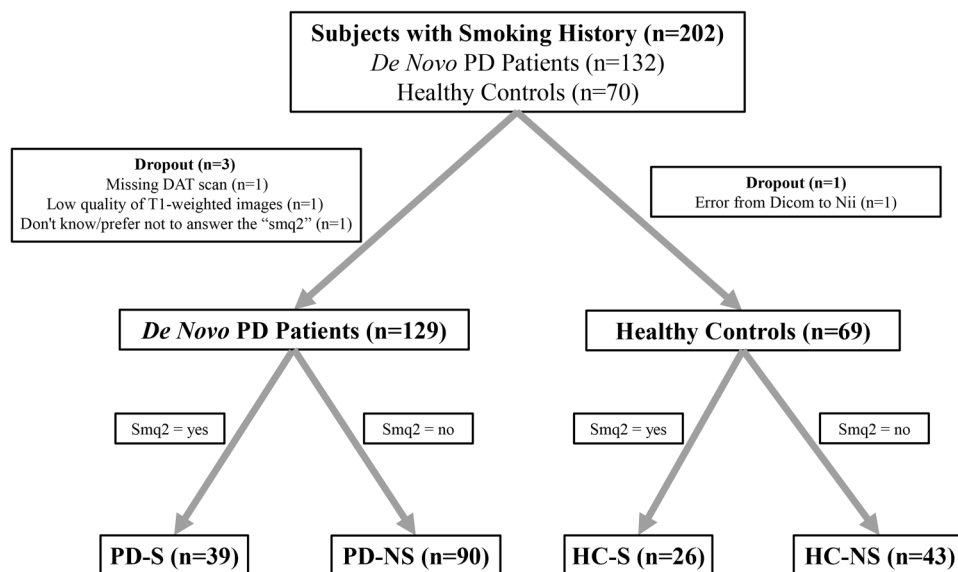 Subjects with Smoking History (n=202)
De Novo PD Patients (n=132)
Healthy Controls (n=70)
Dropout (n=3)
Missing DAT scan (n=1)
Low quality of T1-weighted images (n=1)
Don't know/prefer not to answer the “smq2” (n=1)
Dropout (n=1)
Error from Dicom to Nii (n=1)
De Novo PD Patients (n=129)
Healthy Controls (n=69)
Smq2 = yes
Smq2 = no
Smq2 = yes
Smq2 = no
PD-S (n=39)
PD-NS (n=90)
HC-S (n=26)
HC-NS (n=43)